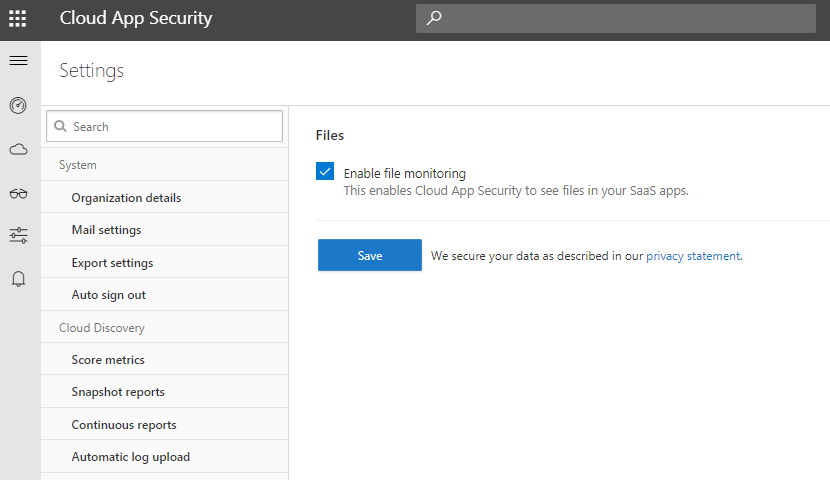 Cloud App Security
Settings
Search
System
Organization details
Mail settings
Export settings
Auto sign out
Cloud Discovery
Score metrics
Snapshot reports
Continuous reports
Automatic log upload
Files
Enable file monitoring
This enables Cloud App Security to see files in your SaaS apps.
Save
We secure your data as described in our privacy statement.